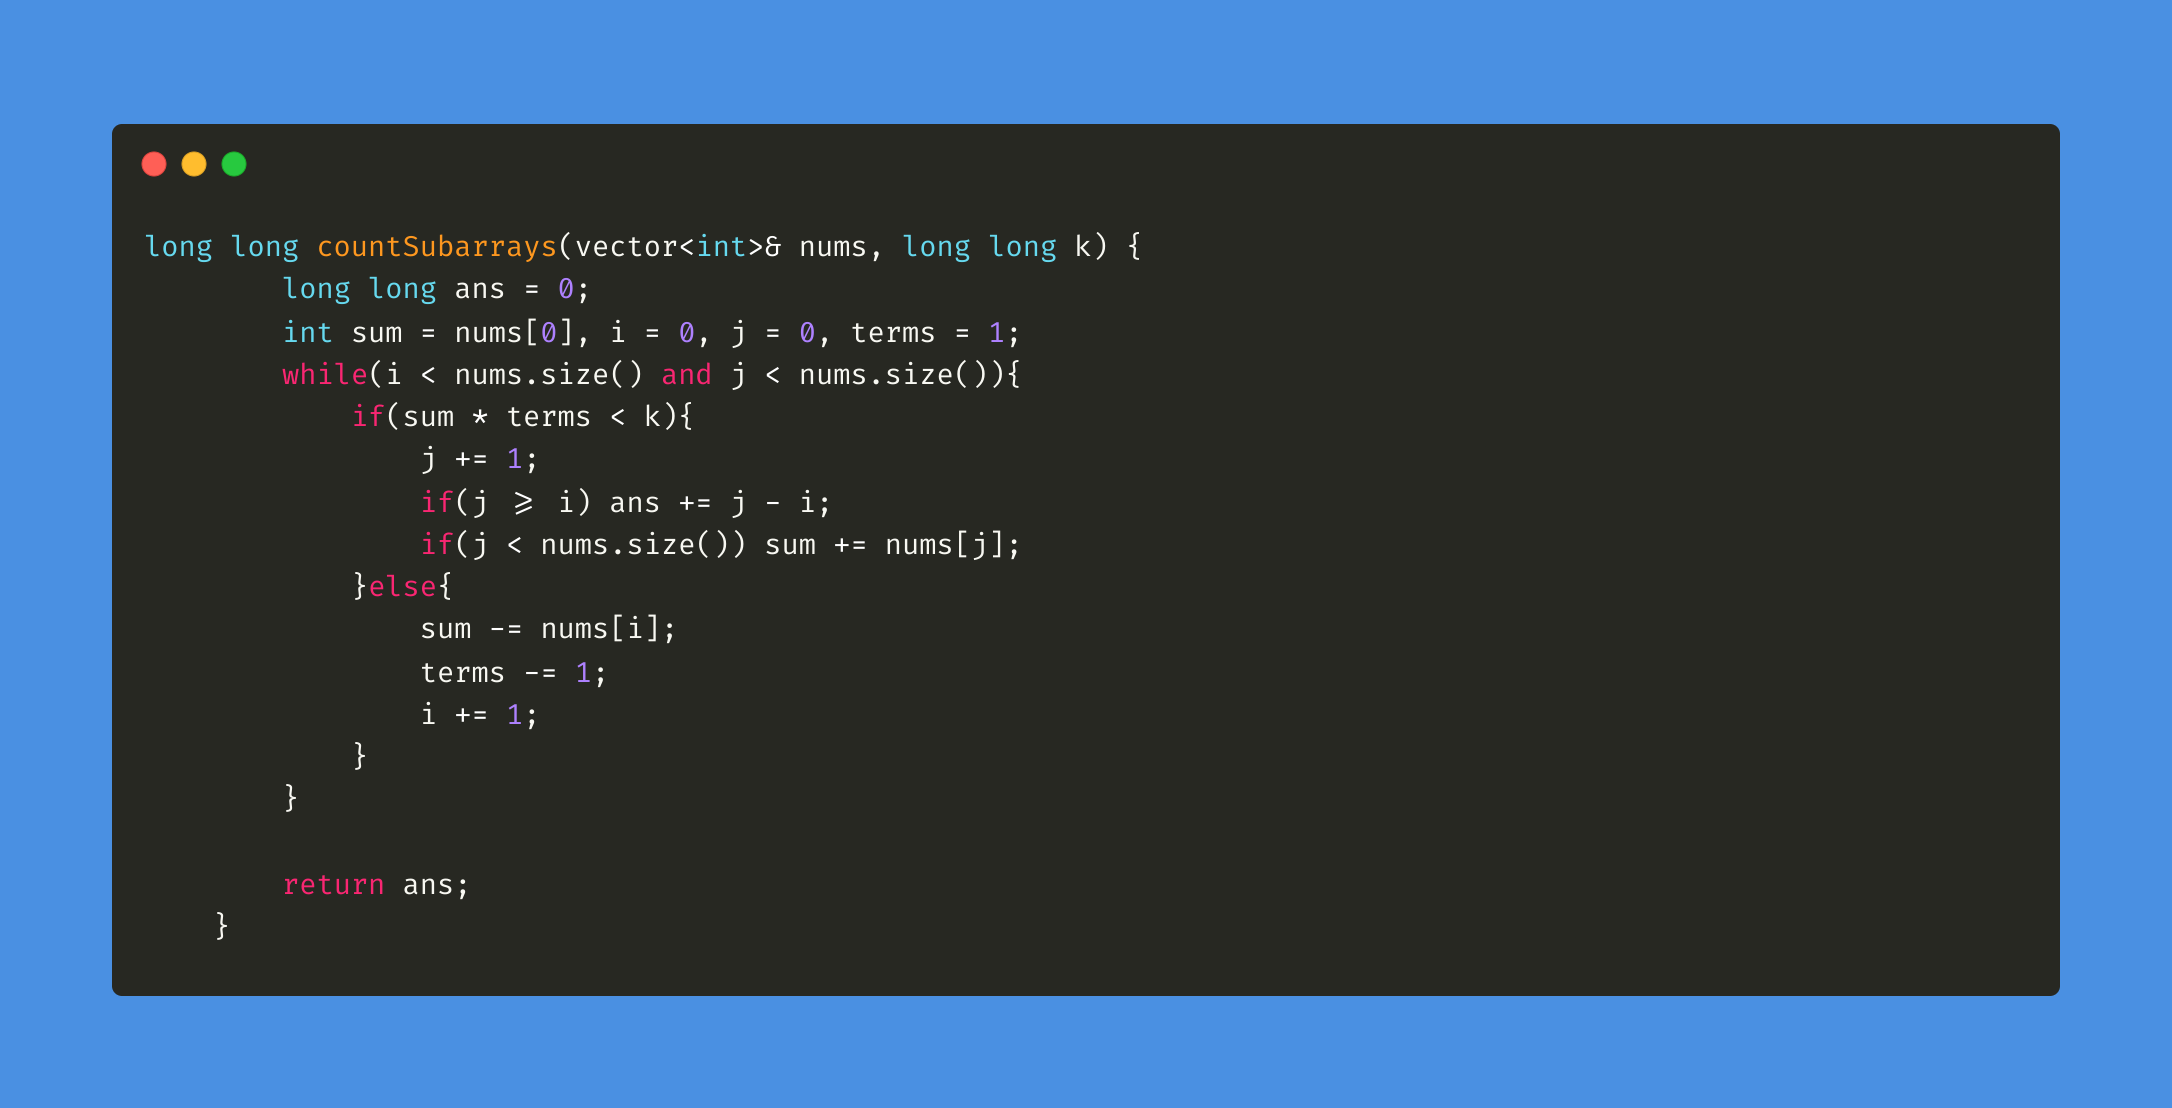 long long countSubarrays(vector<int>& nums, long long k) {
        long long ans = 0;
        int sum = nums[0], i = 0, j = 0, terms = 1;
        while(i < nums.size() and j < nums.size()){
            if(sum * terms < k){
                j += 1;
                if(j >= i) ans += j - i;
                if(j < nums.size()) sum += nums[j];
            }else{
                sum -= nums[i];
                terms -= 1;
                i += 1;
            }
        }

        return ans;
    }